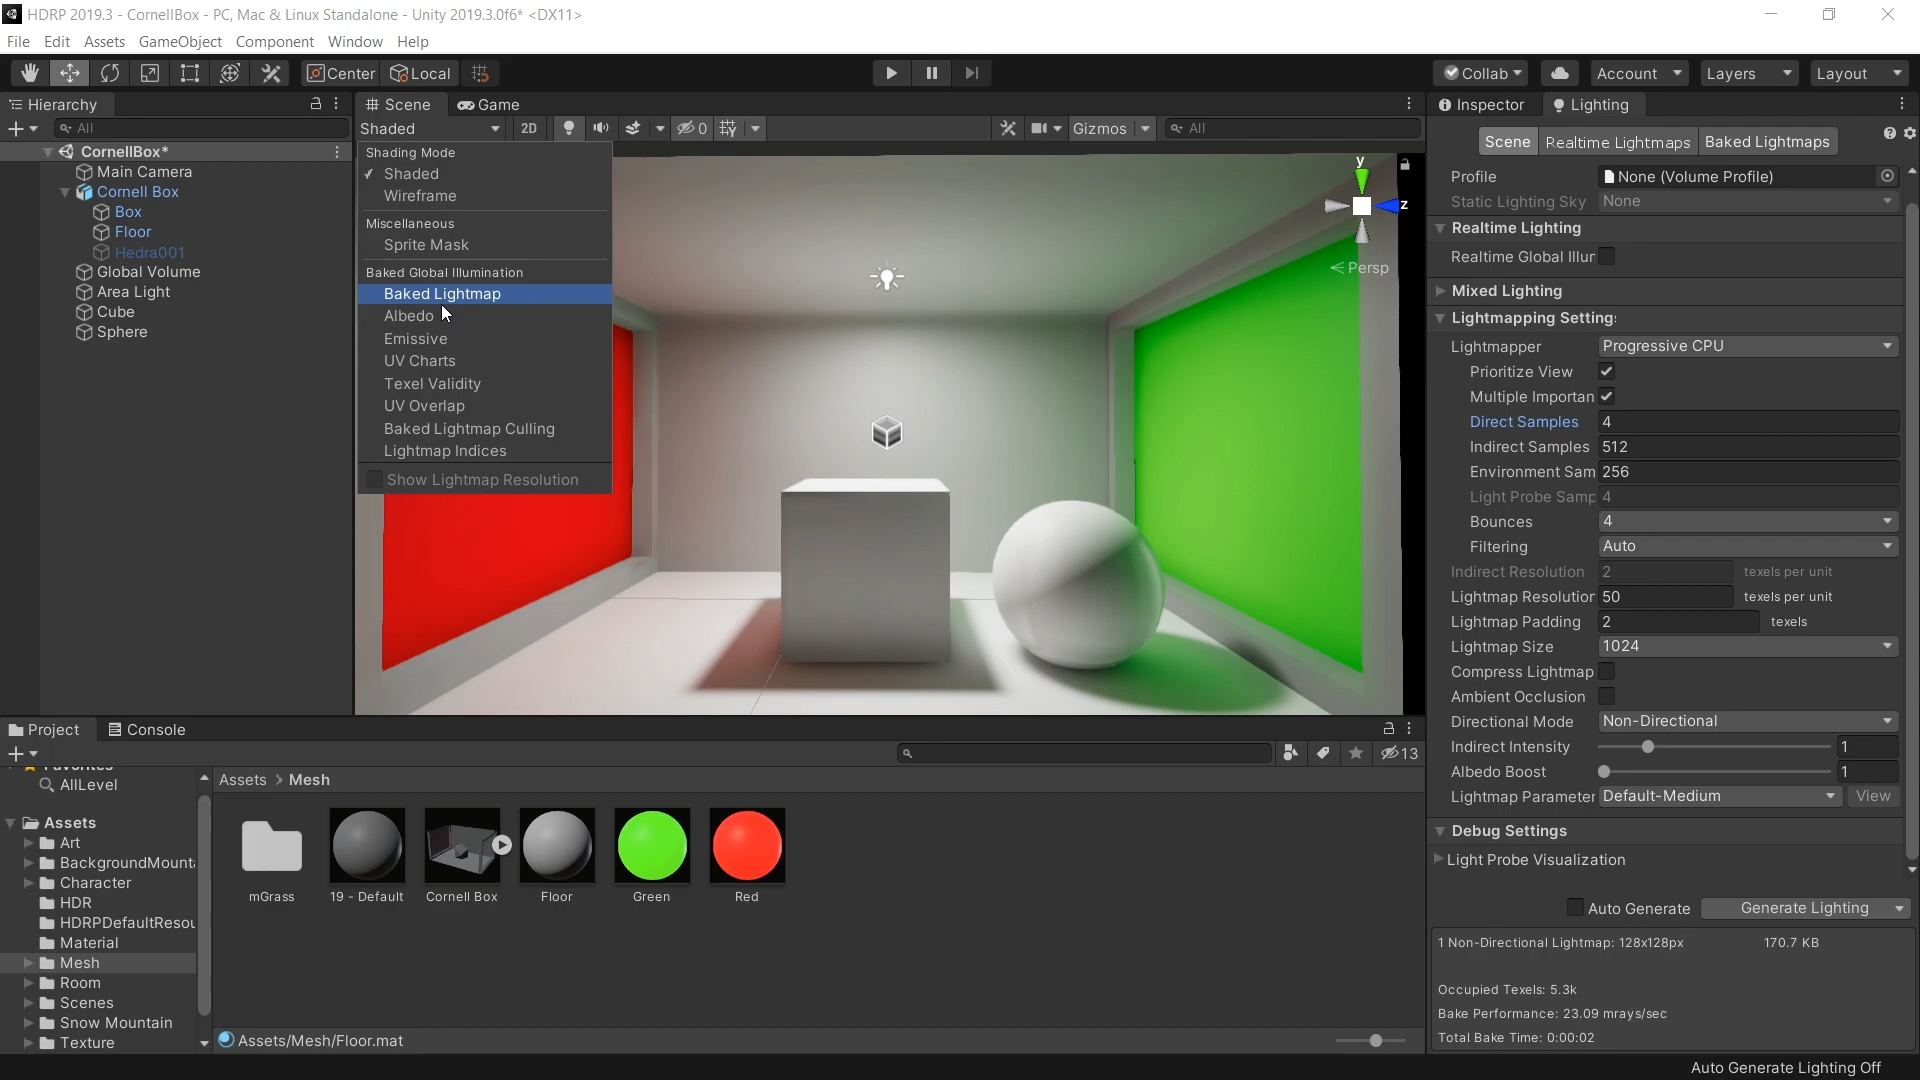 HDRP 2019.3 - CornellBox - PC, Mac & Linux Standalone - Unity 2019.3.0f6* <DX11>
File Edit Assets GameObject Component Window Help
Center Local Collab Account Layers Layout
Hierarchy
All
CornellBox*
Main Camera
Cornell Box
Box
Floor
Hedra001
Global Volume
Area Light
Cube
Sphere
Scene Game
Shaded 2D 0 Gizmos All
Shading Mode
Shaded
Wireframe
Miscellaneous
Sprite Mask
Baked Global Illumination
Baked Lightmap
Albedo
Emissive
UV Charts
Texel Validity
UV Overlap
Baked Lightmap Culling
Lightmap Indices
Show Lightmap Resolution
y
z
Persp
Inspector Lighting
Scene Realtime Lightmaps Baked Lightmaps
Profile None (Volume Profile)
Static Lighting Sky None
Realtime Lighting
Realtime Global Illur
Mixed Lighting
Lightmapping Setting:
Lightmapper Progressive CPU
Prioritize View
Multiple Importan
Direct Samples 4
Indirect Samples 512
Environment Sam 256
Light Probe Samp 4
Bounces 4
Filtering Auto
Indirect Resolution 2 texels per unit
Lightmap Resolution 50 texels per unit
Lightmap Padding 2 texels
Lightmap Size 1024
Compress Lightmap
Ambient Occlusion
Directional Mode Non-Directional
Indirect Intensity 1
Albedo Boost 1
Lightmap Parameter Default-Medium View
Debug Settings
Light Probe Visualization
Auto Generate Generate Lighting
1 Non-Directional Lightmap: 128x128px 170.7 KB
Occupied Texels: 5.3k
Bake Performance: 23.09 mrays/sec
Total Bake Time: 0:00:02
Project Console
13
Favorites
AllLevel
Assets
Art
BackgroundMounta
Character
HDR
HDRPDefaultResou
Material
Mesh
Room
Scenes
Snow Mountain
Texture
Assets > Mesh
mGrass 19 - Default Cornell Box Floor Green Red
Assets/Mesh/Floor.mat
Auto Generate Lighting Off